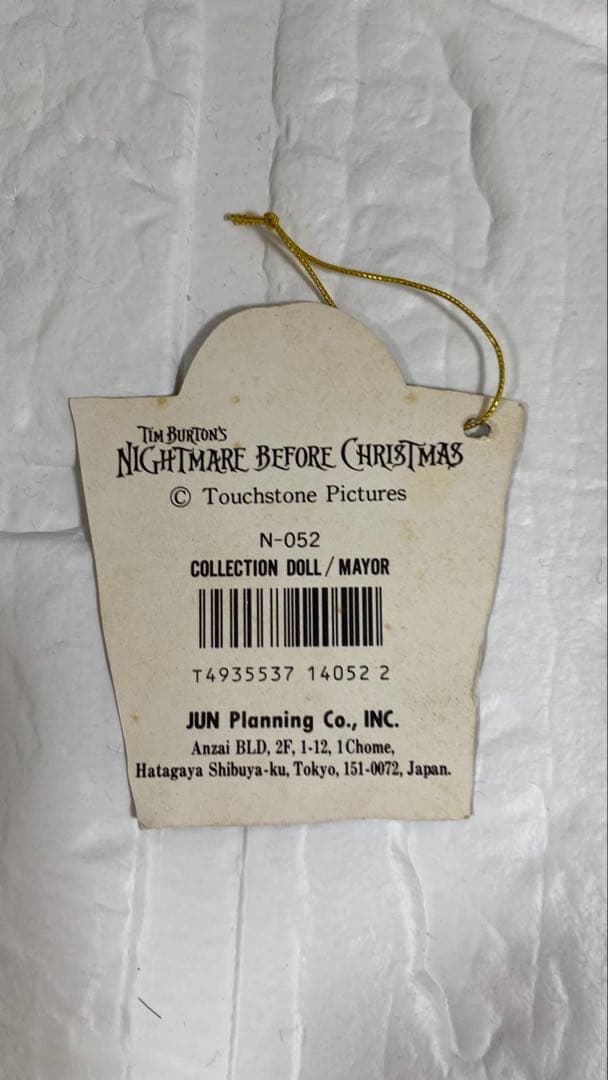 TIM BURTON'S
NIGHTMARE BEFORE CHRISTMAS
© Touchstone Pictures
N-052
COLLECTION DOLL / MAYOR
T4935537 14052 2
JUN Planning Co., INC.
Anzai BLD, 2F, 1-12, 1Chome,
Hatagaya Shibuya-ku, Tokyo, 151-0072, Japan.